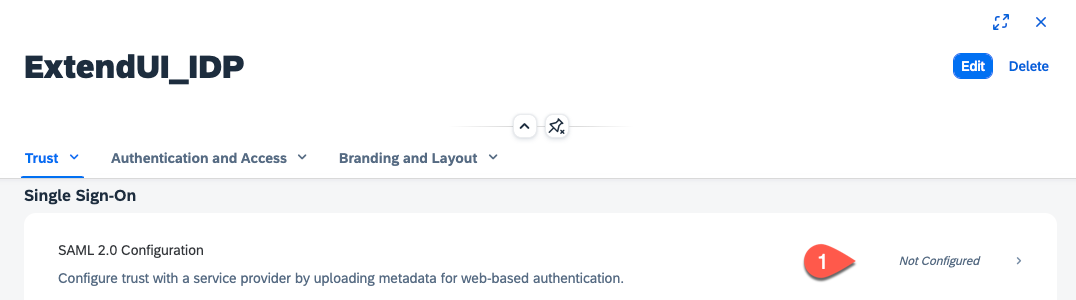 ExtendUI_IDP
Edit Delete
Trust Authentication and Access Branding and Layout
Single Sign-On
SAML 2.0 Configuration
1 Not Configured
Configure trust with a service provider by uploading metadata for web-based authentication.